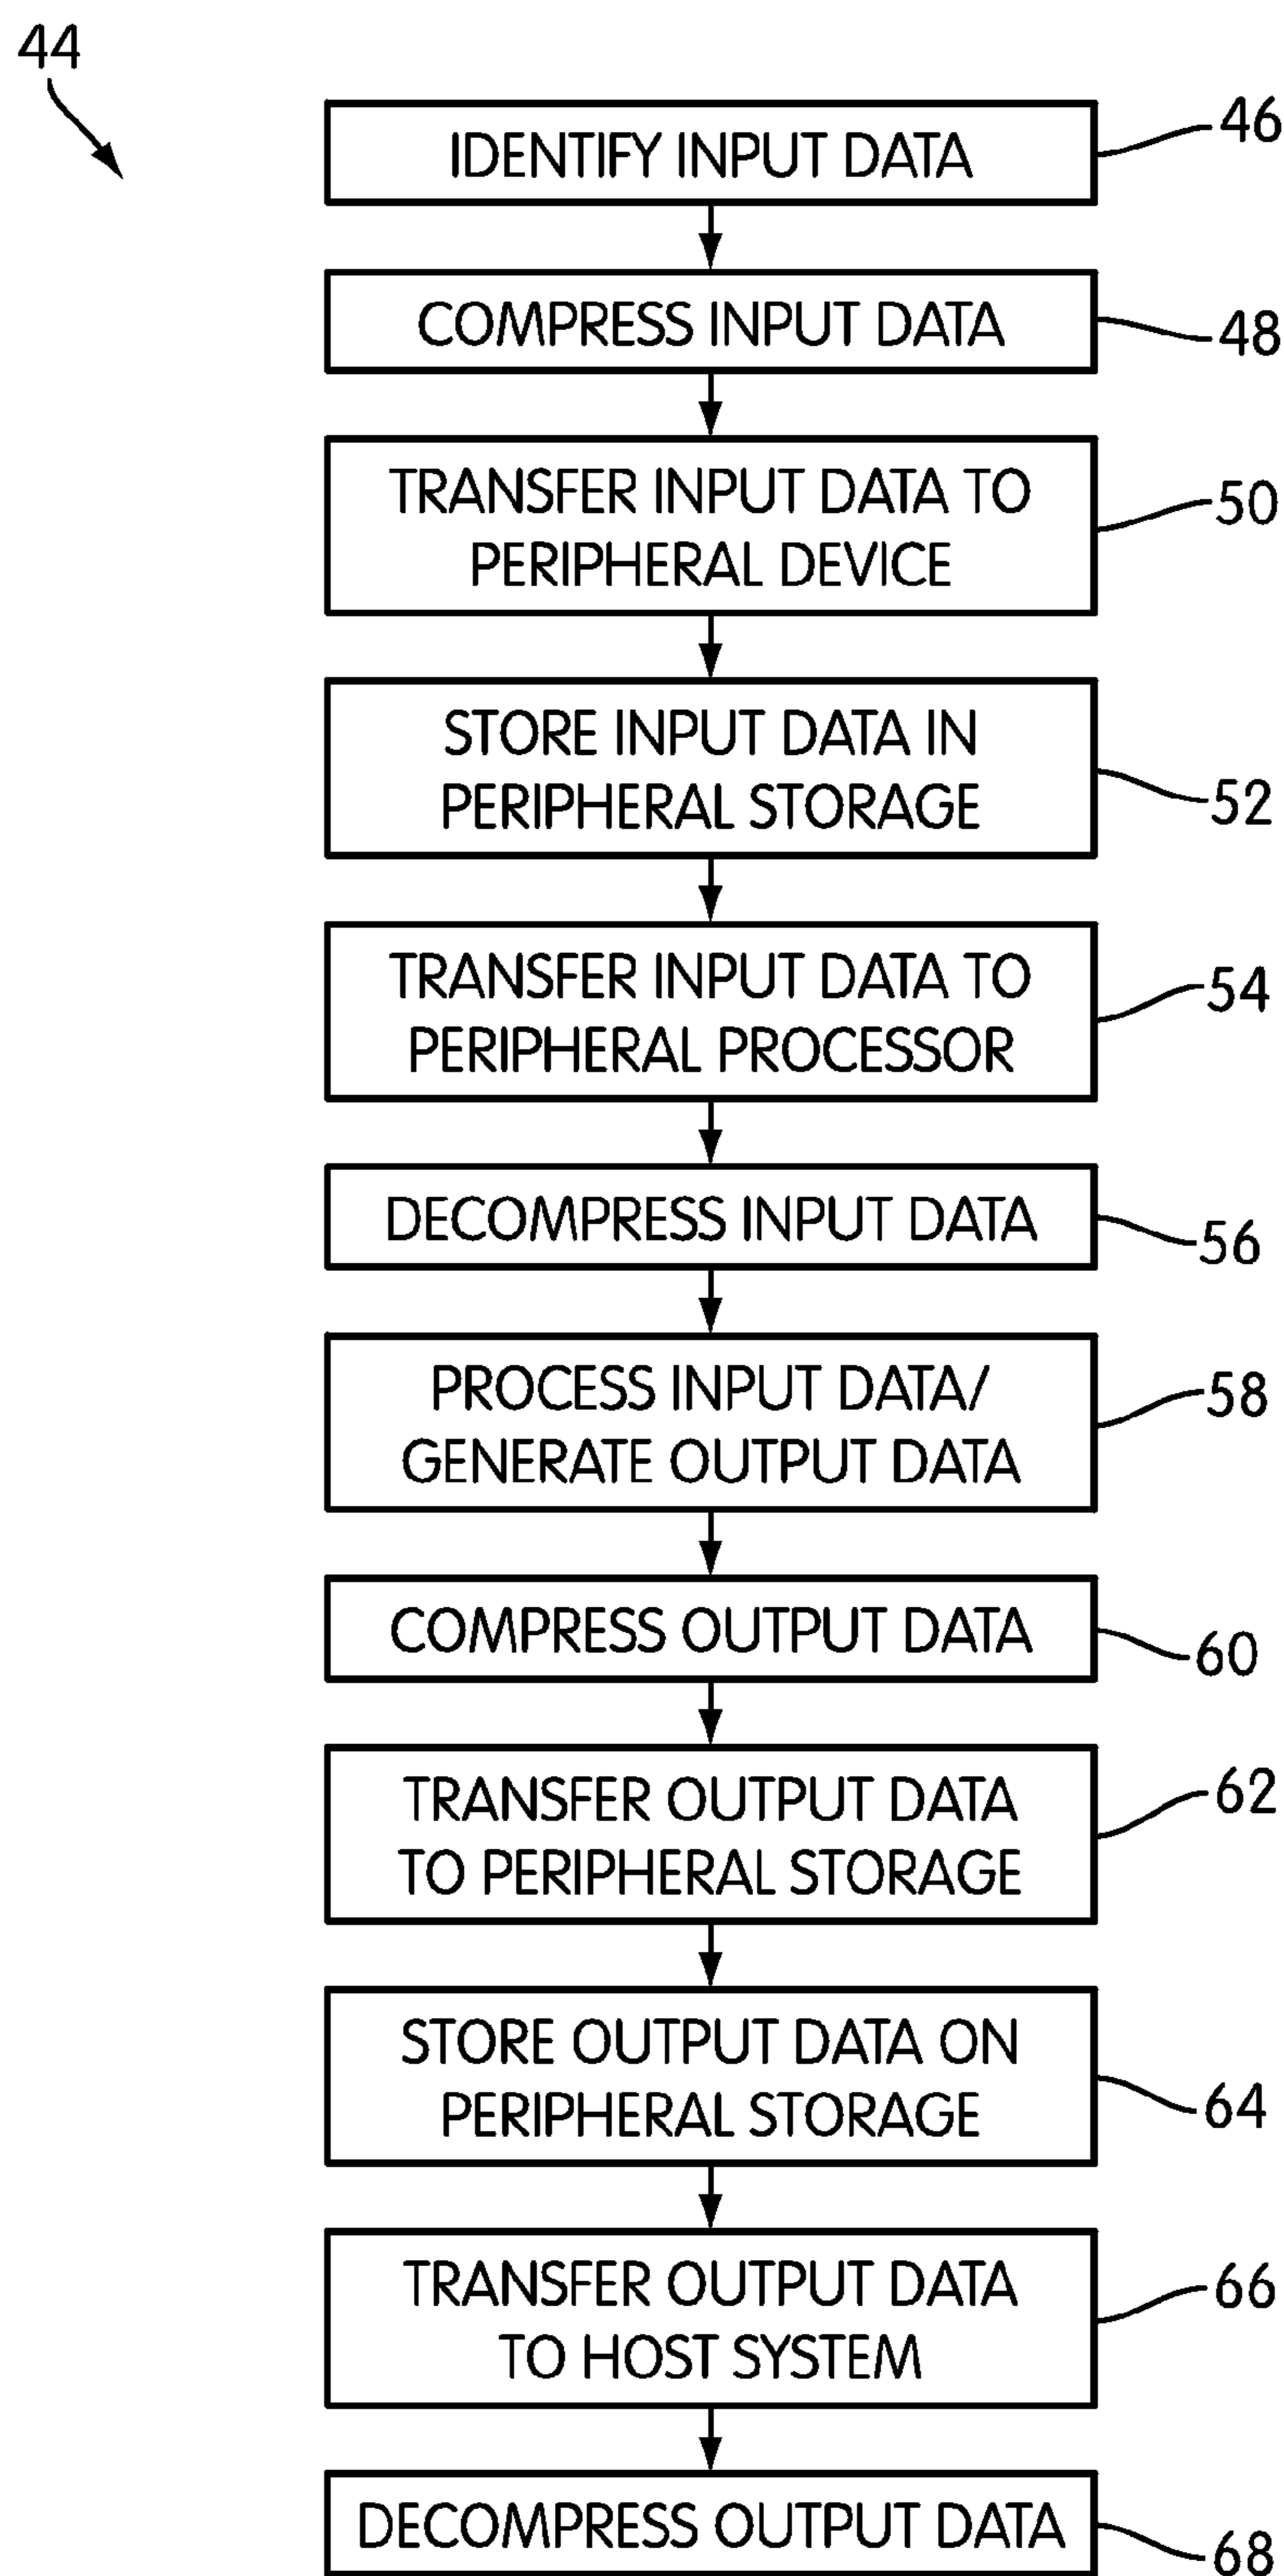 44
IDENTIFY INPUT DATA
46
COMPRESS INPUT DATA
48
TRANSFER INPUT DATA TO
PERIPHERAL DEVICE
50
STORE INPUT DATA IN
PERIPHERAL STORAGE
52
TRANSFER INPUT DATA TO
PERIPHERAL PROCESSOR
54
DECOMPRESS INPUT DATA
56
PROCESS INPUT DATA/
GENERATE OUTPUT DATA
58
COMPRESS OUTPUT DATA
60
TRANSFER OUTPUT DATA
TO PERIPHERAL STORAGE
62
STORE OUTPUT DATA ON
PERIPHERAL STORAGE
64
TRANSFER OUTPUT DATA
TO HOST SYSTEM
66
DECOMPRESS OUTPUT DATA
68